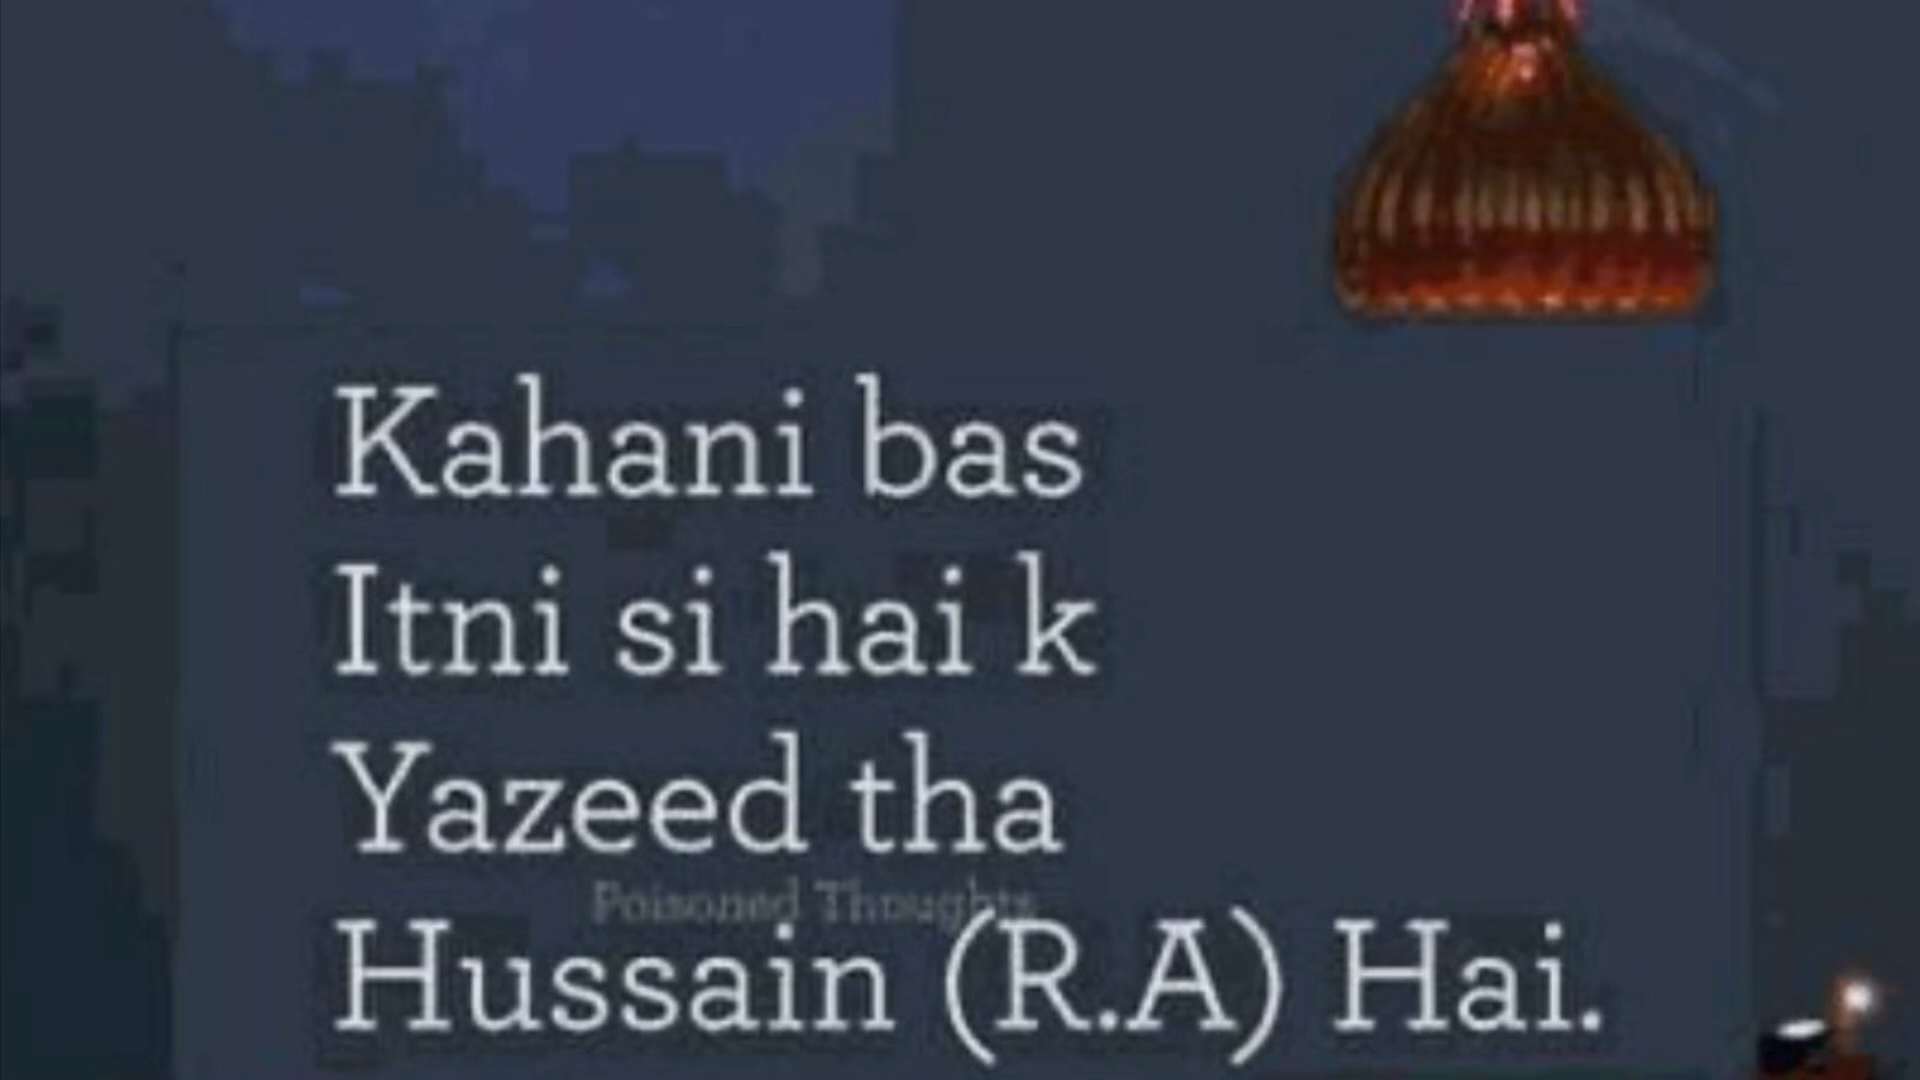 Kahani bas
Itni si hai k
Yazeed tha
Poisoned Thoughts
Hussain (R.A) Hai.